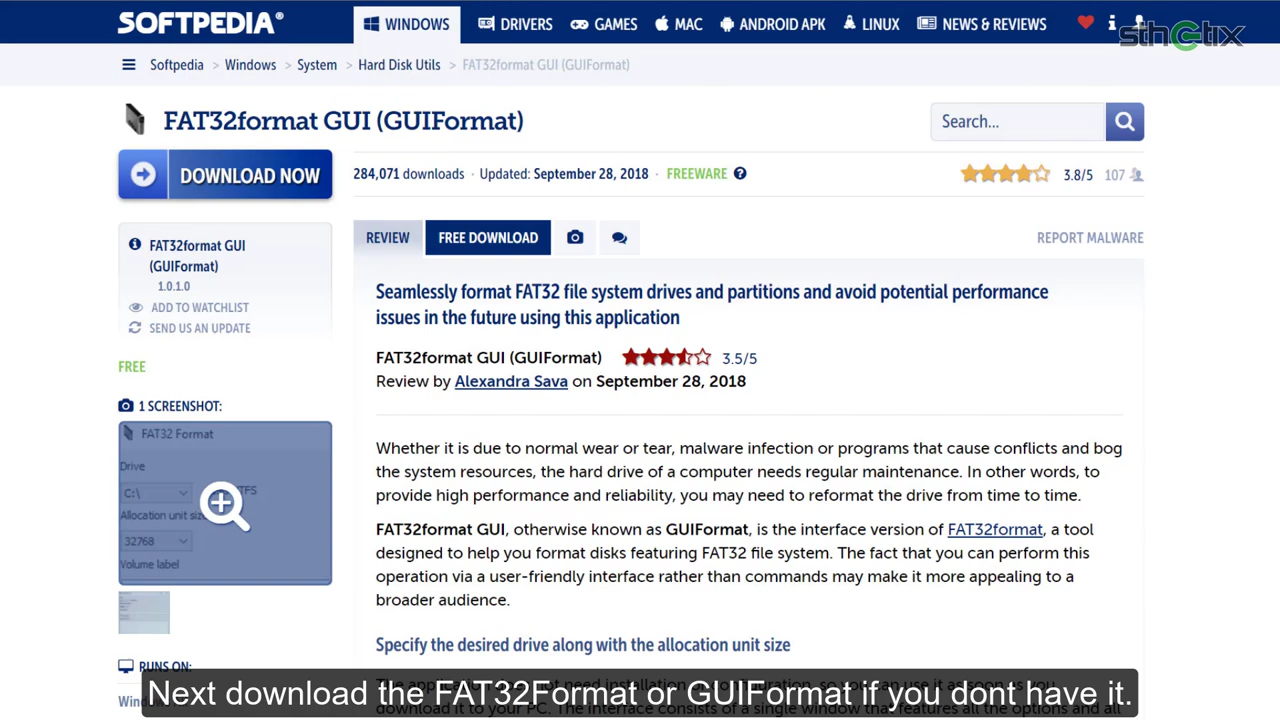 SOFTPEDIA®
WINDOWS
DRIVERS
GAMES
MAC
ANDROID APK
LINUX
NEWS & REVIEWS
sthetix
Softpedia > Windows > System > Hard Disk Utils > FAT32format GUI (GUIFormat)
FAT32format GUI (GUIFormat)
Search...
DOWNLOAD NOW
284,071 downloads · Updated: September 28, 2018 · FREEWARE
3.8/5 107
REVIEW
FREE DOWNLOAD
REPORT MALWARE
FAT32format GUI
(GUIFormat)
1.0.1.0
ADD TO WATCHLIST
SEND US AN UPDATE
FREE
1 SCREENSHOT:
FAT32 Format
Drive
C:\
Allocation unit size
32768
Volume label
RUNS ON:
Seamlessly format FAT32 file system drives and partitions and avoid potential performance
issues in the future using this application
FAT32format GUI (GUIFormat) 3.5/5
Review by Alexandra Sava on September 28, 2018
Whether it is due to normal wear or tear, malware infection or programs that cause conflicts and bog
the system resources, the hard drive of a computer needs regular maintenance. In other words, to
provide high performance and reliability, you may need to reformat the drive from time to time.
FAT32format GUI, otherwise known as GUIFormat, is the interface version of FAT32format, a tool
designed to help you format disks featuring FAT32 file system. The fact that you can perform this
operation via a user-friendly interface rather than commands may make it more appealing to a
broader audience.
Specify the desired drive along with the allocation unit size
Next download the FAT32Format or GUIFormat if you dont have it.